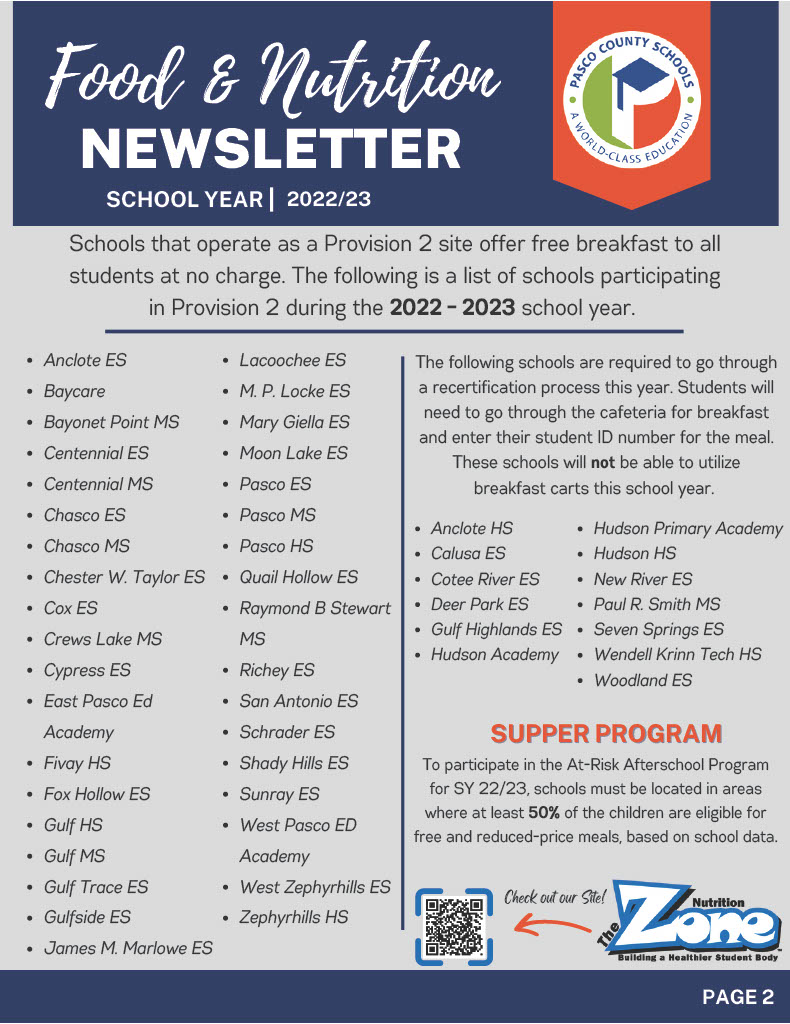 Food & Nutrition
NEWSLETTER
SCHOOL YEAR | 2022/23
PASCO COUNTY SCHOOLS
A WORLD-CLASS EDUCATION
Schools that operate as a Provision 2 site offer free breakfast to all
students at no charge. The following is a list of schools participating
in Provision 2 during the 2022 - 2023 school year.
• Anclote ES
• Baycare
• Bayonet Point MS
• Centennial ES
• Centennial MS
• Chasco ES
• Chasco MS
• Chester W. Taylor ES
• Cox ES
• Crews Lake MS
• Cypress ES
• East Pasco Ed
Academy
• Fivay HS
• Fox Hollow ES
• Gulf HS
• Gulf MS
• Gulf Trace ES
• Gulfside ES
• James M. Marlowe ES
• Lacoochee ES
• M. P. Locke ES
• Mary Giella ES
• Moon Lake ES
• Pasco ES
• Pasco MS
• Pasco HS
• Quail Hollow ES
• Raymond B Stewart
MS
• Richey ES
• San Antonio ES
• Schrader ES
• Shady Hills ES
• Sunray ES
• West Pasco ED
Academy
• West Zephyrhills ES
• Zephyrhills HS
The following schools are required to go through
a recertification process this year. Students will
need to go through the cafeteria for breakfast
and enter their student ID number for the meal.
These schools will not be able to utilize
breakfast carts this school year.
• Anclote HS
• Calusa ES
• Cotee River ES
• Deer Park ES
• Gulf Highlands ES
• Hudson Academy
• Hudson Primary Academy
• Hudson HS
• New River ES
• Paul R. Smith MS
• Seven Springs ES
• Wendell Krinn Tech HS
• Woodland ES
SUPPER PROGRAM
To participate in the At-Risk Afterschool Program
for SY 22/23, schools must be located in areas
where at least 50% of the children are eligible for
free and reduced-price meals, based on school data.
Check out our Site!
The Nutrition Zone
Building a Healthier Student Body
PAGE 2